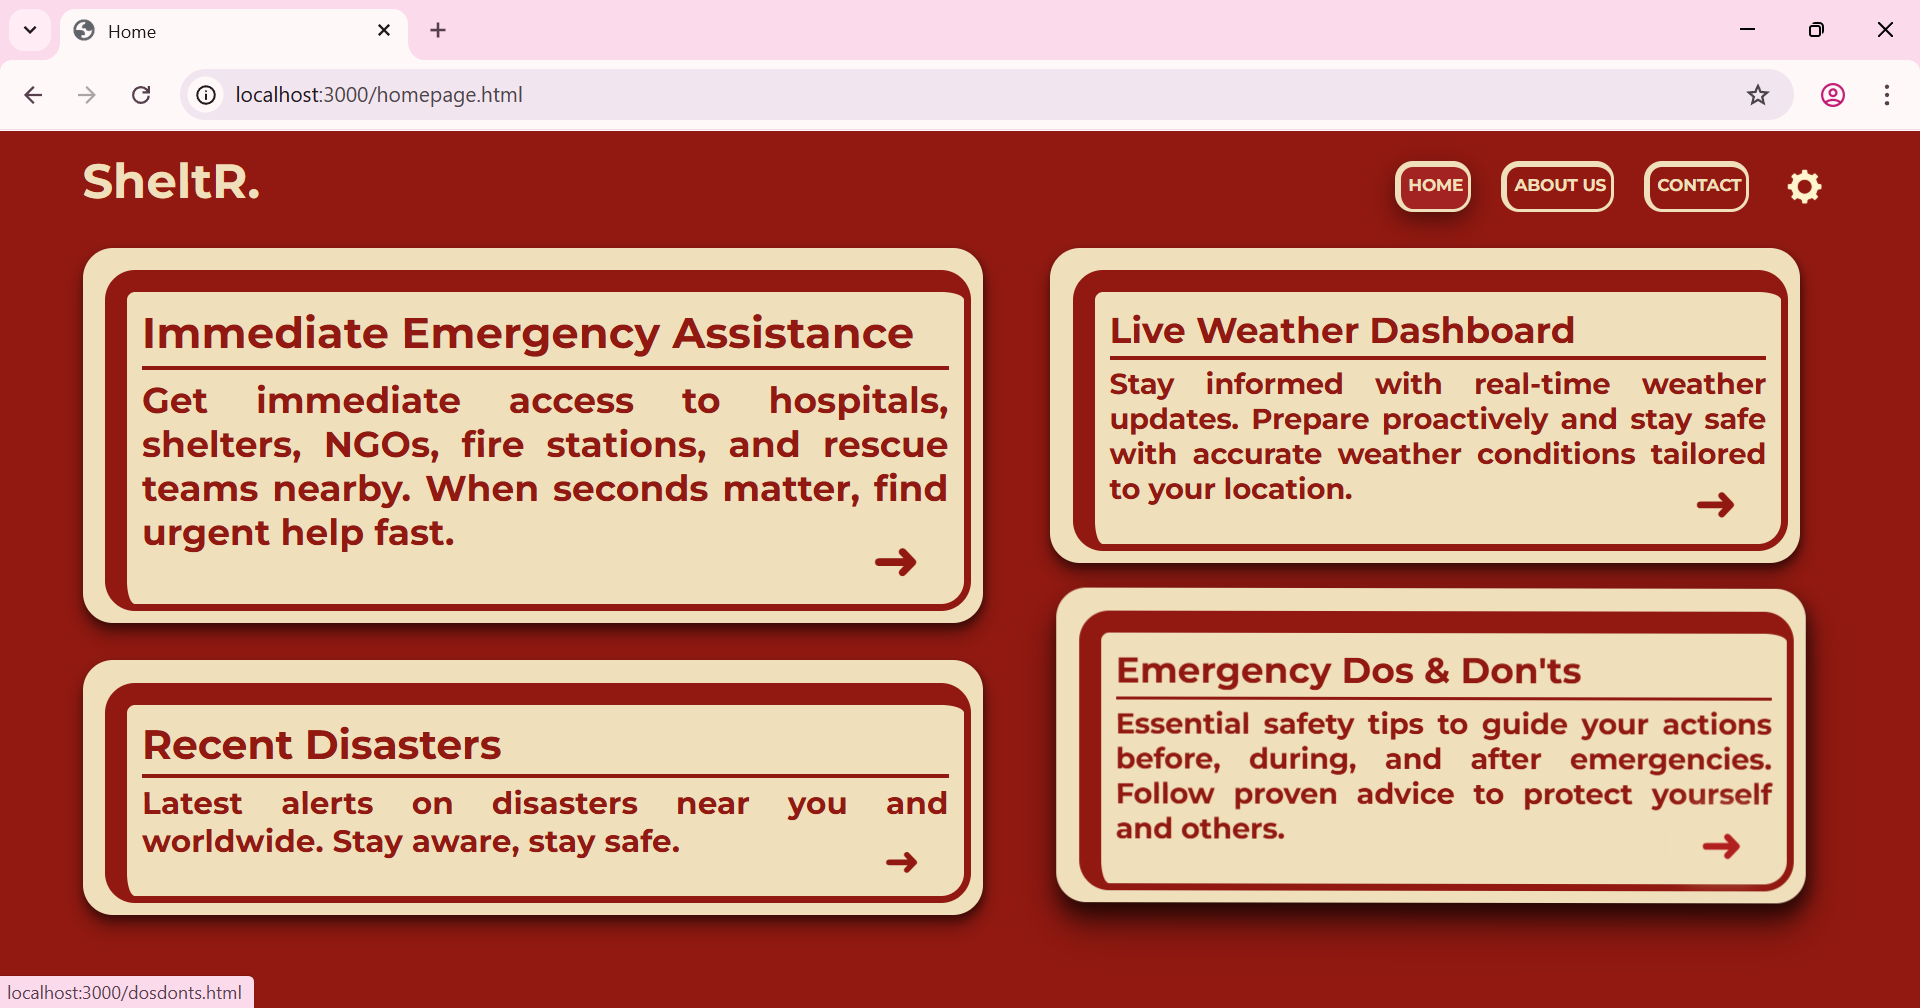 Home
localhost:3000/homepage.html
SheltR.
HOME
ABOUT US
CONTACT
Immediate Emergency Assistance
Get immediate access to hospitals,
shelters, NGOs, fire stations, and rescue
teams nearby. When seconds matter, find
urgent help fast.
Live Weather Dashboard
Stay informed with real-time weather
updates. Prepare proactively and stay safe
with accurate weather conditions tailored
to your location.
Recent Disasters
Latest alerts on disasters near you and
worldwide. Stay aware, stay safe.
Emergency Dos & Don'ts
Essential safety tips to guide your actions
before, during, and after emergencies.
Follow proven advice to protect yourself
and others.
localhost:3000/dosdonts.html